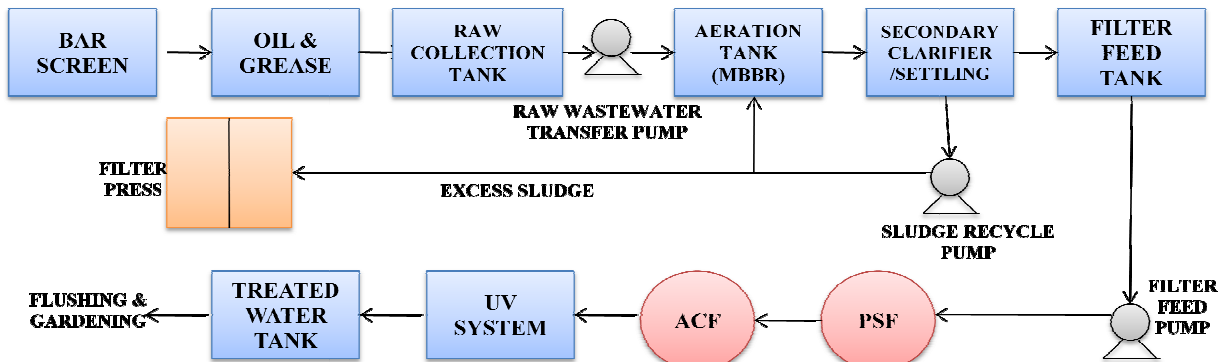 BAR
SCREEN
OIL &
GREASE
RAW
COLLECTION
TANK
AERATION
TANK
(MBBR)
SECONDARY
CLARIFIER
/SETTLING
FILTER
FEED
TANK
RAW WASTEWATER
TRANSFER PUMP
FILTER
PRESS
EXCESS SLUDGE
SLUDGE RECYCLE
PUMP
FLUSHING &
GARDENING
TREATED
WATER
TANK
UV
SYSTEM
ACF
PSF
FILTER
FEED
PUMP